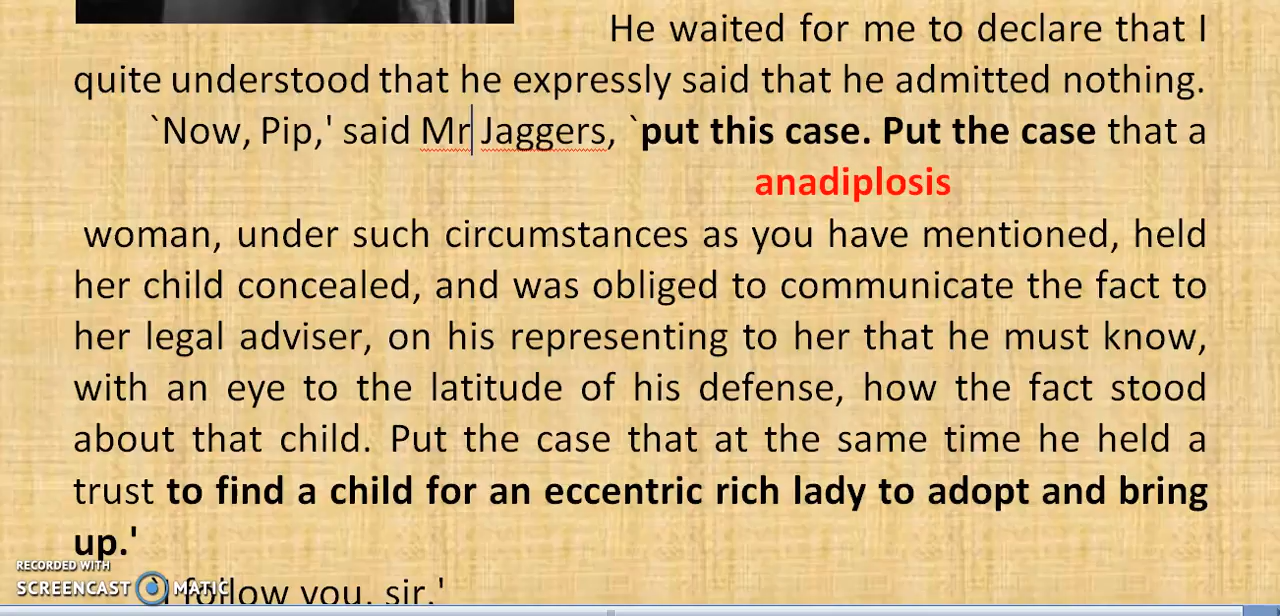 He waited for me to declare that I
quite understood that he expressly said that he admitted nothing.
`Now, Pip,' said Mr Jaggers, `put this case. Put the case that a
anadiplosis
woman, under such circumstances as you have mentioned, held
her child concealed, and was obliged to communicate the fact to
her legal adviser, on his representing to her that he must know,
with an eye to the latitude of his defense, how the fact stood
about that child. Put the case that at the same time he held a
trust to find a child for an eccentric rich lady to adopt and bring
up.'
RECORDED WITH
SCREENCAST MATIC
`I follow you, sir.'